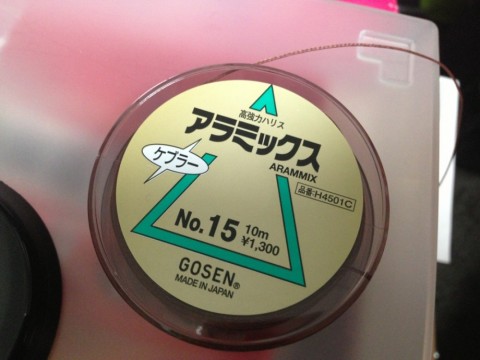 高強力ハリス
アラミックス
ARAMMIX
ケブラー
品番:H4501C
No.15 10m
¥1,300
GOSEN®
MADE IN JAPAN